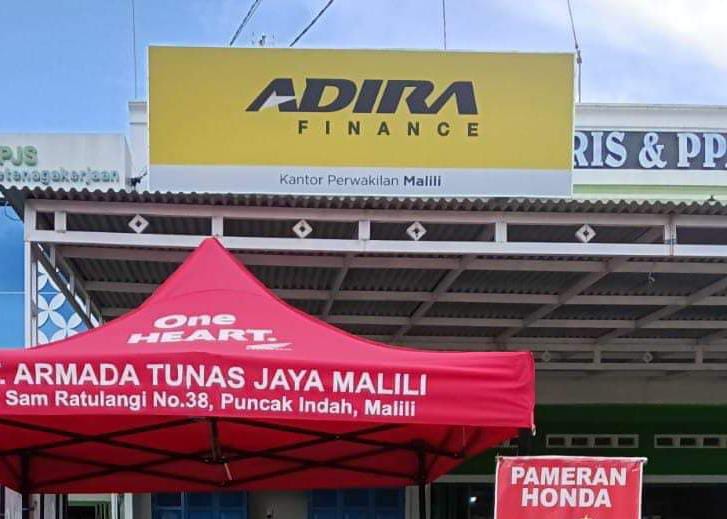 ADIRA
FINANCE
Kantor Perwakilan Malili
PJS
etenagakerjaan
RIS & PP
One
HEART.
. ARMADA TUNAS JAYA MALILI
Sam Ratulangi No.38, Puncak Indah, Malili
PAMERAN
HONDA